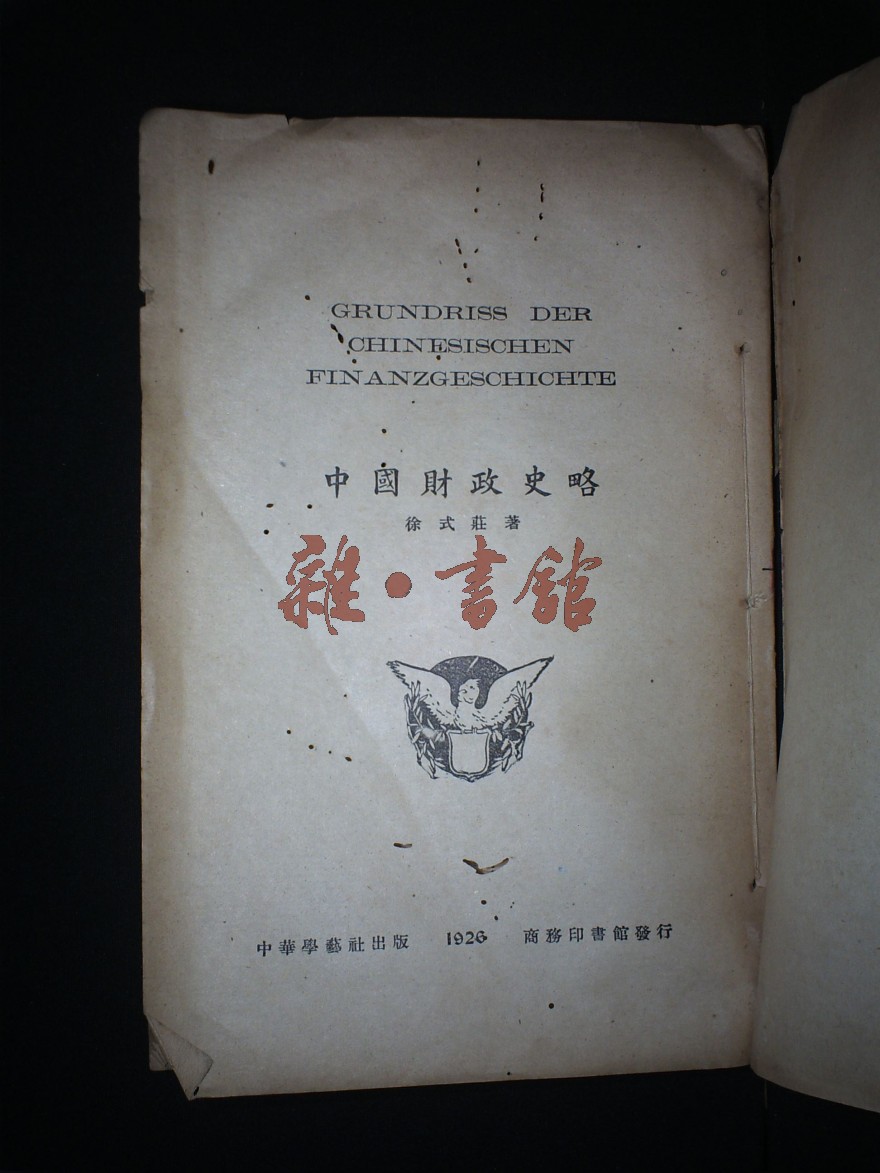 GRUNDRISS DER
CHINESISCHEN
FINANZGESCHICHTE
中國財政史略
徐式莊著
雜•書館
中華學藝社出版 1926 商務印書館發行